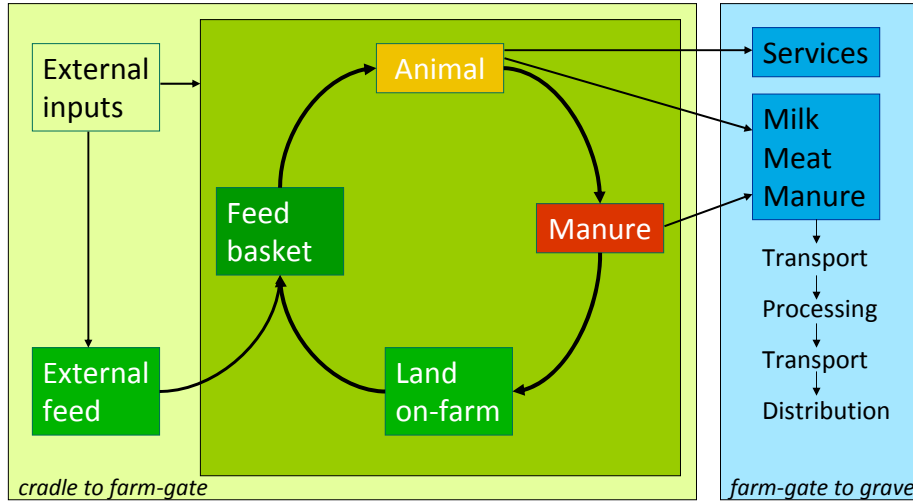 External
inputs
Animal
Services
Milk
Meat
Manure
Feed
basket
Manure
Transport
Processing
External
feed
Land
on-farm
Transport
Distribution
cradle to farm-gate
farm-gate to grave